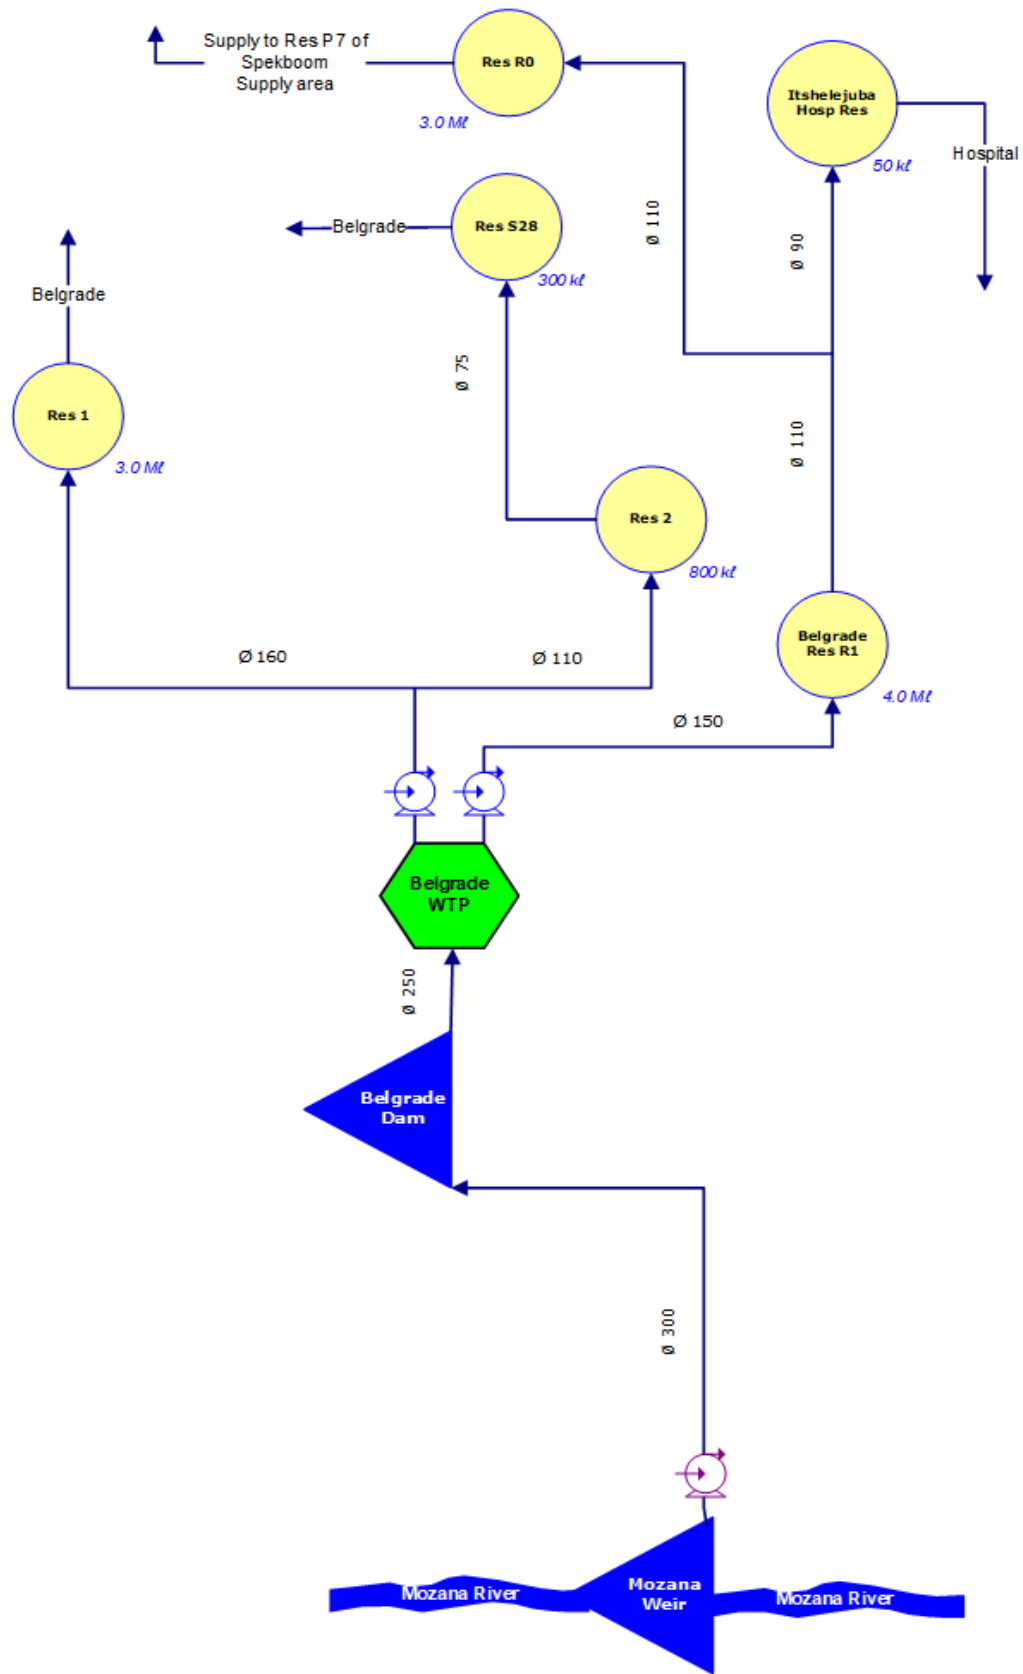 Supply to Res P7 of
Spekboom
Supply area
Res R0
3.0 Mℓ
Itshelejuba
Hosp Res
50 kℓ
Hospital
Ø 110
Ø 90
Belgrade
Res S28
300 kℓ
Belgrade
Res 1
3.0 Mℓ
Ø 75
Ø 110
Res 2
800 kℓ
Belgrade
Res R1
4.0 Mℓ
Ø 160
Ø 110
Ø 150
Belgrade
WTP
Ø 250
Belgrade
Dam
Ø 300
Mozana River
Mozana
Weir
Mozana River